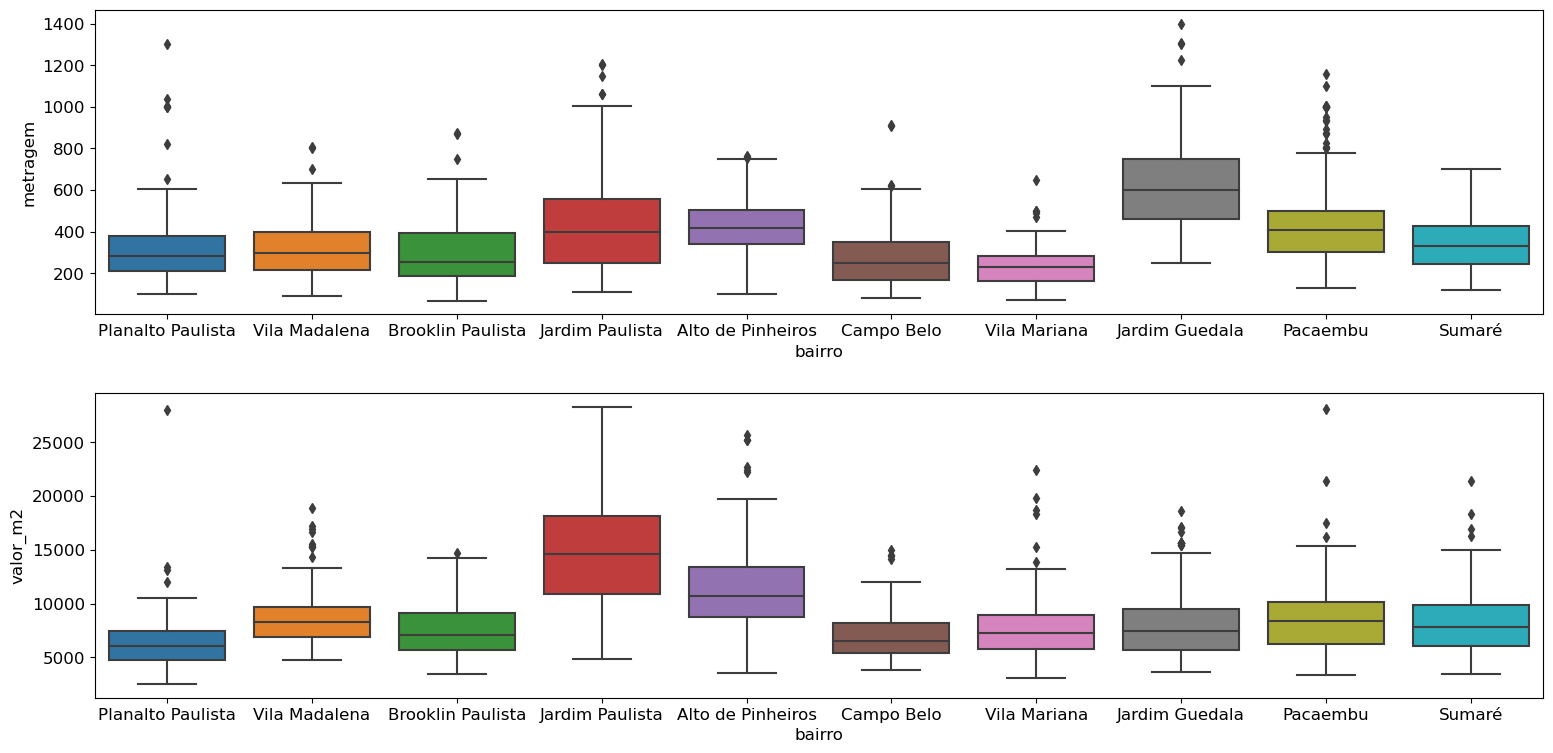 1400
1200
1000
800
600
400
200
metragem
Planalto Paulista Vila Madalena Brooklin Paulista Jardim Paulista Alto de Pinheiros Campo Belo Vila Mariana Jardim Guedala Pacaembu Sumaré
bairro
25000
20000
15000
10000
5000
valor_m2
Planalto Paulista Vila Madalena Brooklin Paulista Jardim Paulista Alto de Pinheiros Campo Belo Vila Mariana Jardim Guedala Pacaembu Sumaré
bairro